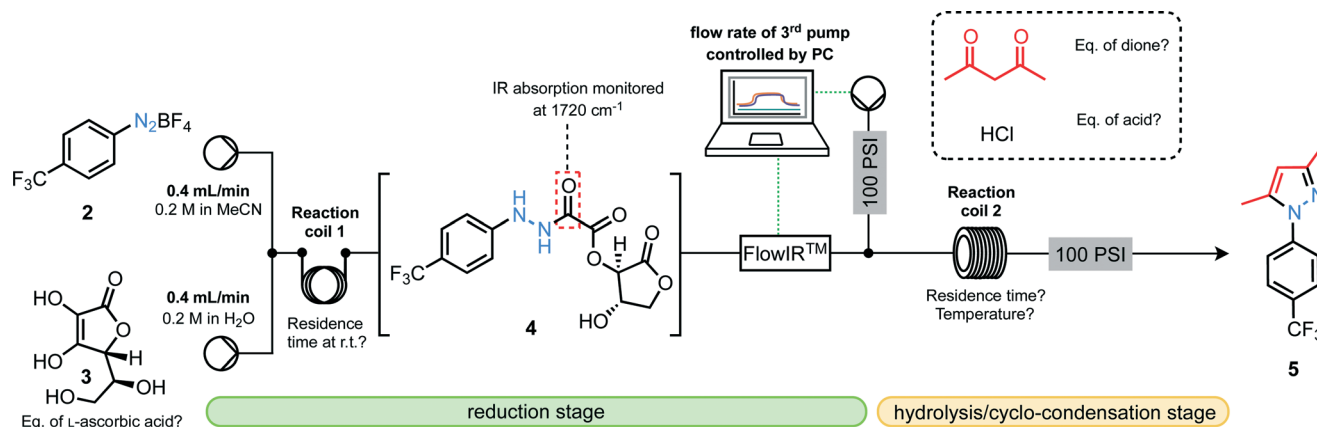 flow rate of 3rd pump
controlled by PC
Eq. of dione?
Eq. of acid?
HCl
O
O
IR absorption monitored
at 1720 cm-1
N2BF4
F3C
2
0.4 mL/min
0.2 M in MeCN
Reaction
coil 1
Residence
time at r.t.?
0.4 mL/min
0.2 M in H2O
HO
O
O
HO
H
3
HO
OH
Eq. of L-ascorbic acid?
H
N
N
H
O
O
O
H
O
O
HO
F3C
4
100 PSI
FlowIR™
Reaction
coil 2
100 PSI
Residence time?
Temperature?
N
N
CF3
5
reduction stage
hydrolysis/cyclo-condensation stage